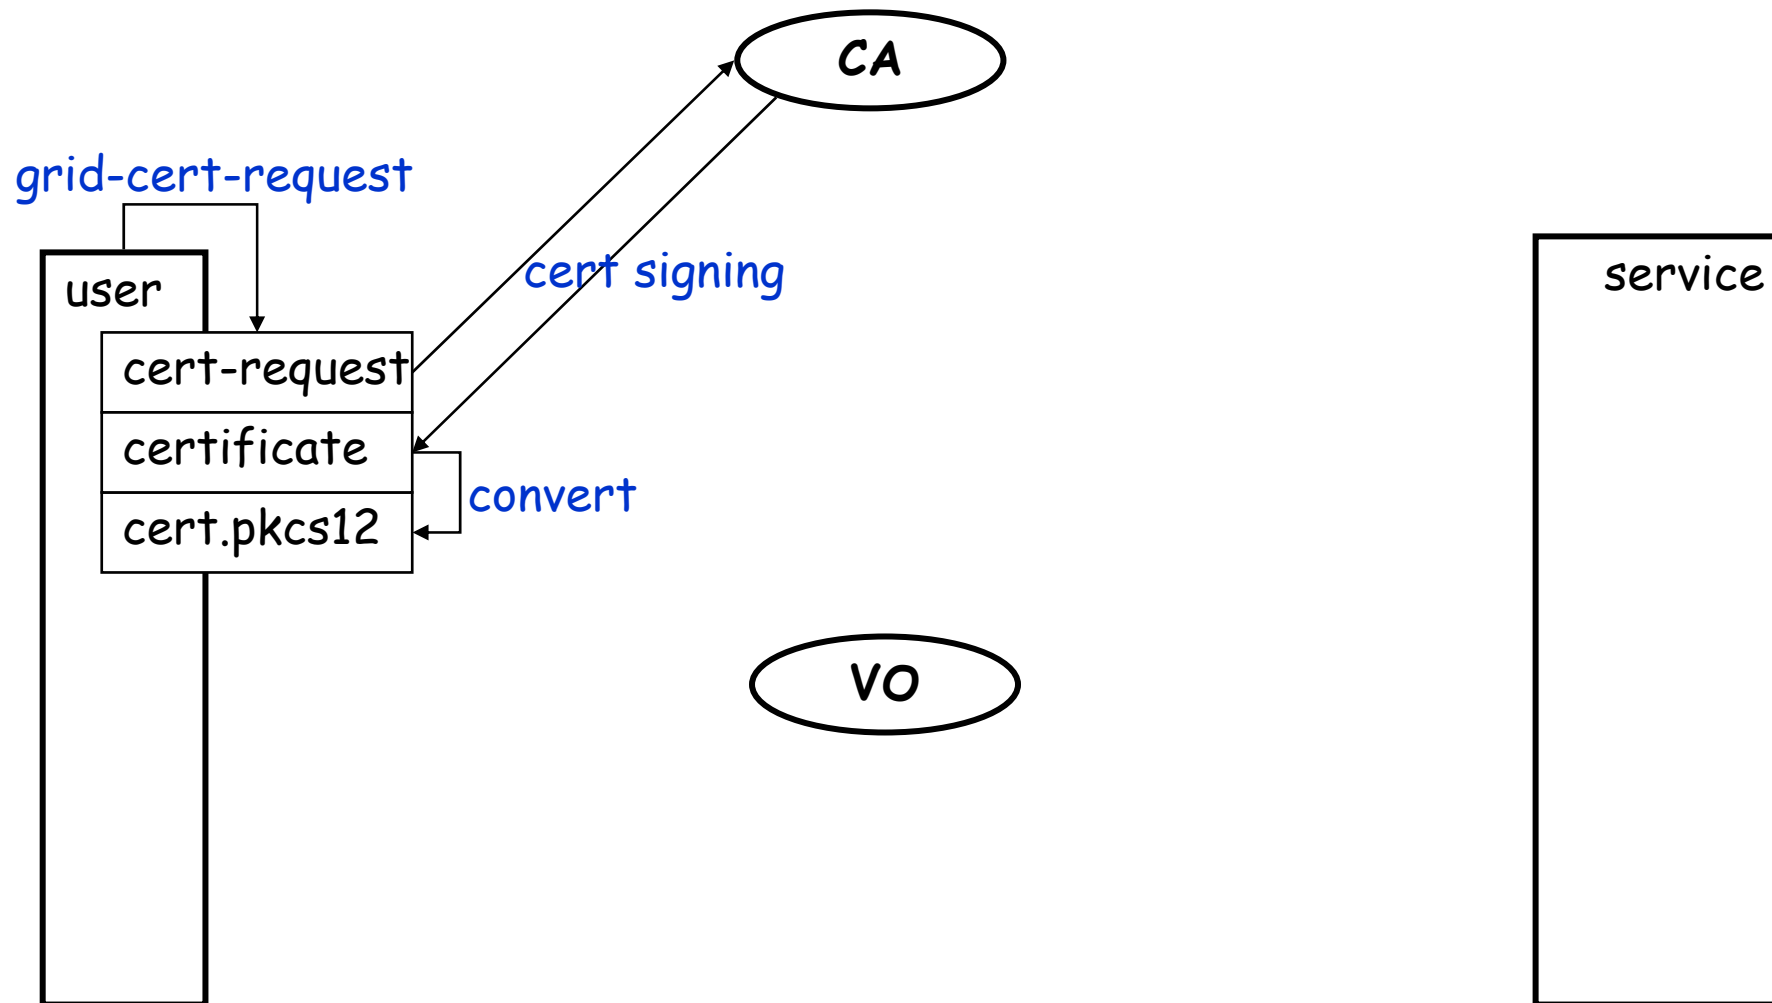 CA
grid-cert-request
user
cert signing
service
cert-request
certificate
convert
cert.pkcs12
VO